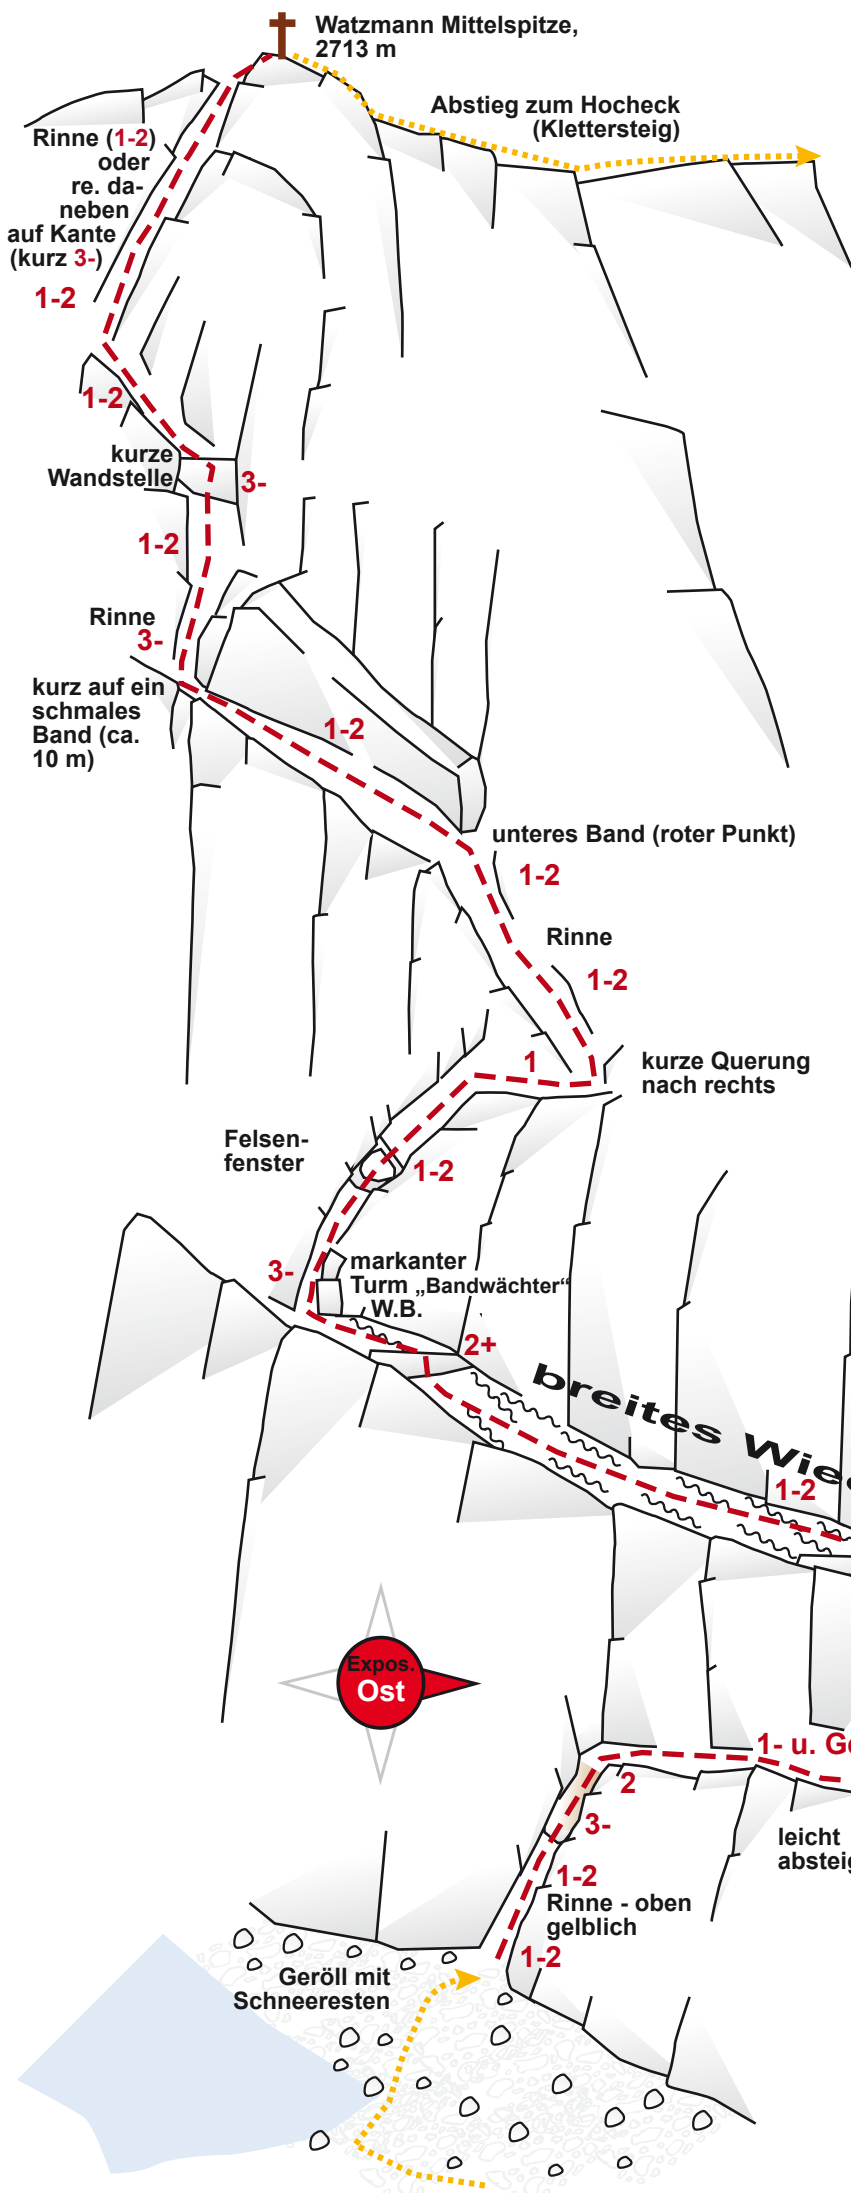 Watzmann Mittelspitze,
2713 m
Abstieg zum Hocheck
(Klettersteig)
Rinne (1-2)
oder
re. da-
neben
auf Kante
(kurz 3-)
1-2
1-2
kurze
Wandstelle
3-
1-2
Rinne
3-
kurz auf ein
schmales
Band (ca.
10 m)
1-2
unteres Band (roter Punkt)
1-2
Rinne
1-2
1
kurze Querung
nach rechts
Felsen-
fenster
1-2
3-
markanter
Turm „Bandwächter“
W.B.
2+
breites Wie
1-2
Expos.
Ost
1- u. Ge
2
3-
leicht
absteig
1-2
Rinne - oben
gelblich
1-2
Geröll mit
Schneeresten